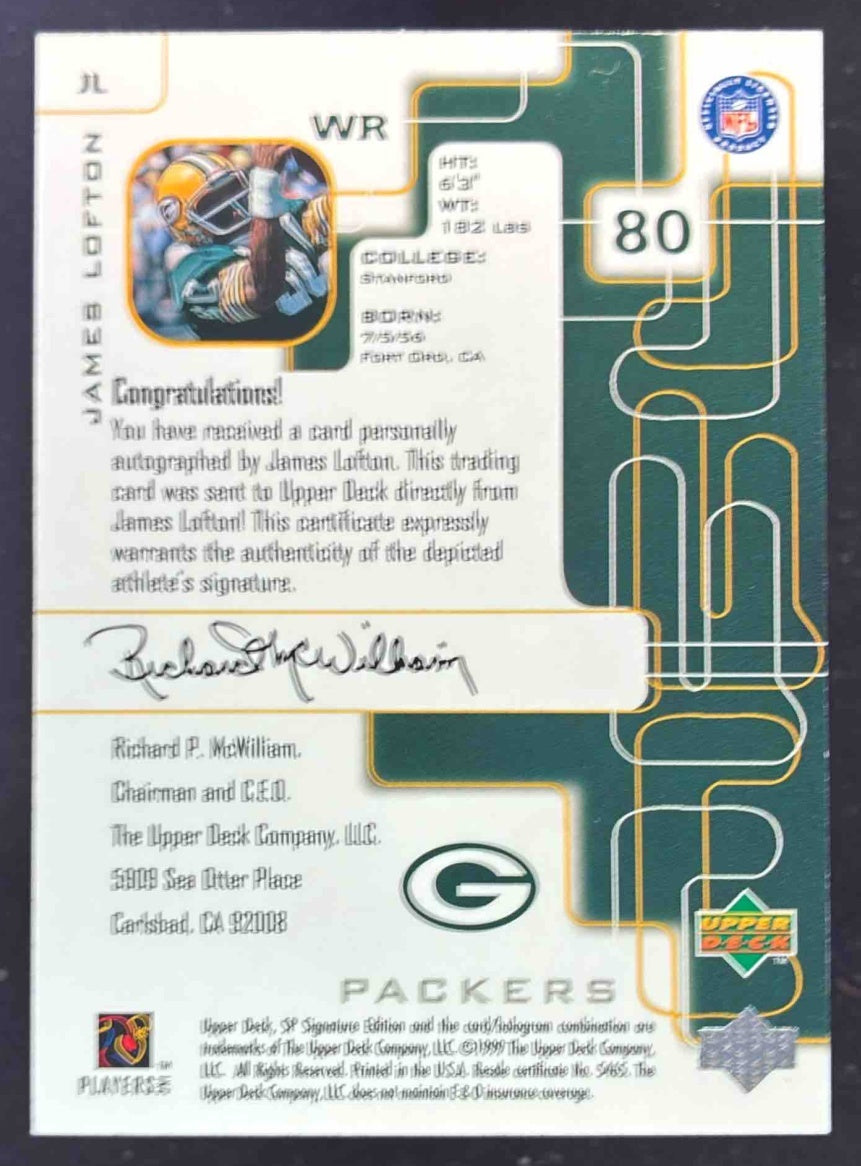 JL
JAMES LOFTON
WR
HT:
6'3"
WT:
182 LBS
COLLEGE:
STANFORD
BORN:
7/5/56
FORT ORD, CA
80
NFL
Congratulations!
You have received a card personally
autographed by James Lofton. This trading
card was sent to Upper Deck directly from
James Lofton! This certificate expressly
warrants the authenticity of the depicted
athlete's signature.
Richard McWilliam
Richard P. McWilliam,
Chairman and C.E.O.
The Upper Deck Company, LLC.
5909 Sea Otter Place
Carlsbad, CA 92008
G
UPPER
DECK
TM
PACKERS
PLAYERS INC
TM
Upper Deck, SP Signature Edition and the card/hologram combination are
trademarks of The Upper Deck Company, LLC. ©1999 The Upper Deck Company,
LLC. All Rights Reserved. Printed in the U.S.A. Resale certificate No. The
Upper Deck Company, LLC does not maintain E & O insurance coverage.